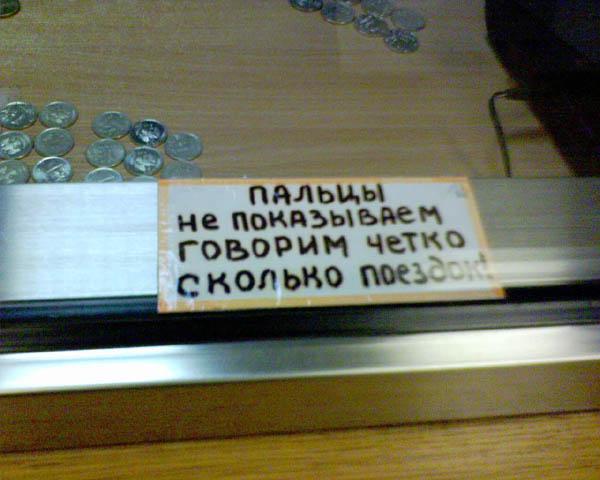 ПАЛЬЦЫ
не ПОКАЗЫВАЕМ
ГОВОРИМ ЧЕТКО
СКОЛЬКО ПОЕЗДОК!